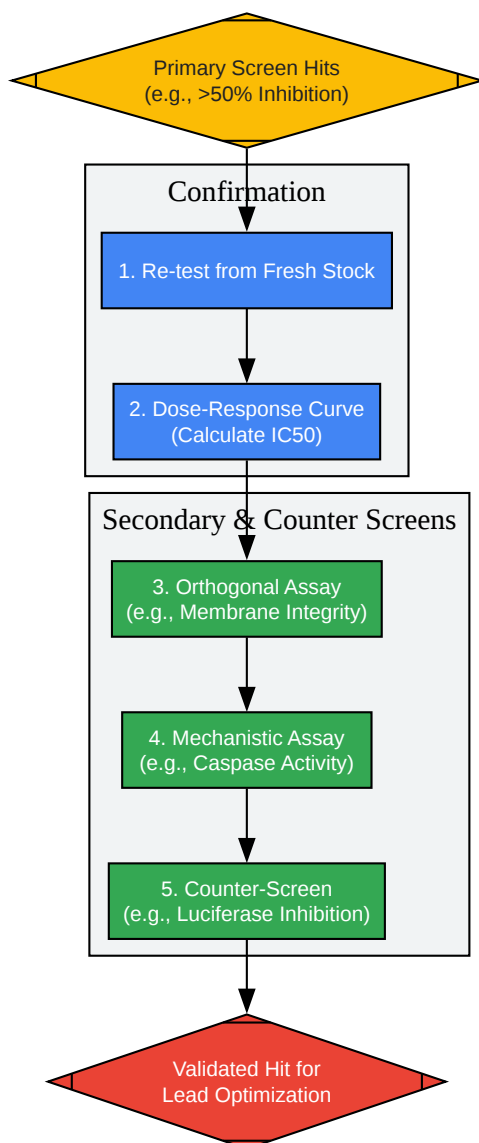 Primary Screen Hits
(e.g., >50% Inhibition)
Confirmation
1. Re-test from Fresh Stock
2. Dose-Response Curve
(Calculate IC50)
Secondary & Counter Screens
3. Orthogonal Assay
(e.g., Membrane Integrity)
4. Mechanistic Assay
(e.g., Caspase Activity)
5. Counter-Screen
(e.g., Luciferase Inhibition)
Validated Hit for
Lead Optimization